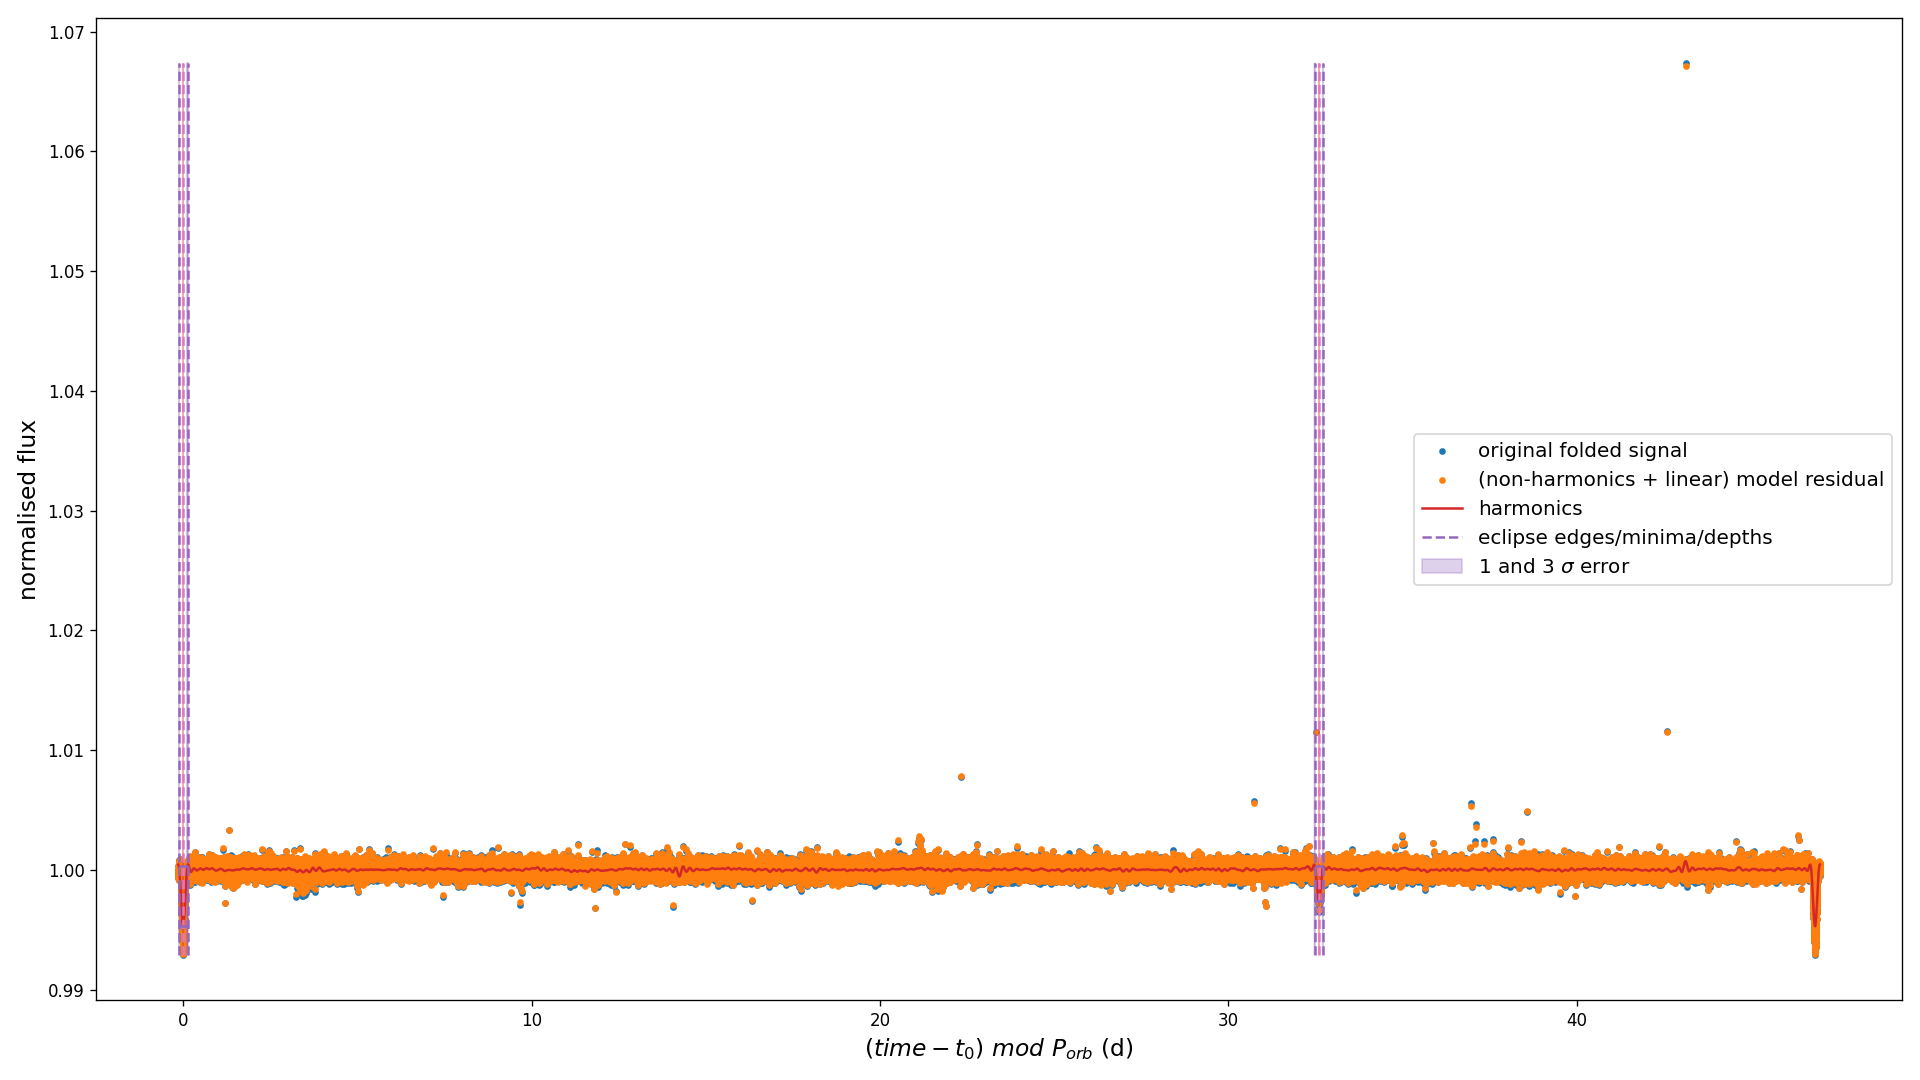 1.07
1.06
1.05
1.04
1.03
1.02
1.01
1.00
0.99
normalised flux
original folded signal
(non-harmonics + linear) model residual
harmonics
eclipse edges/minima/depths
1 and 3 σ error
0 10 20 30 40
(time − t₀) mod P_orb (d)